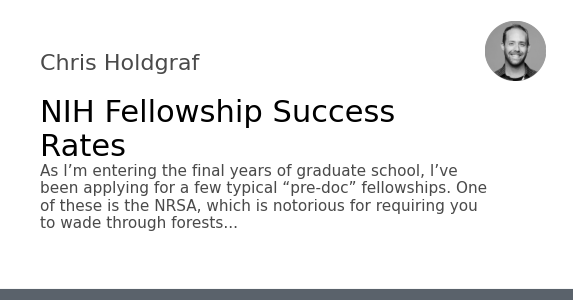 Chris Holdgraf
NIH Fellowship Success
Rates
As I’m entering the final years of graduate school, I’ve
been applying for a few typical “pre-doc” fellowships. One
of these is the NRSA, which is notorious for requiring you
to wade through forests...